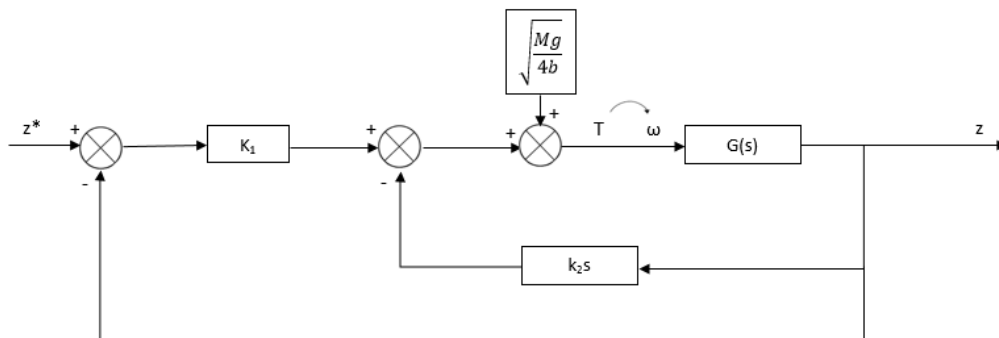 √(Mg/4b)
+
z*
+
K₁
+
+
T
ω
G(s)
z
-
-
k₂s